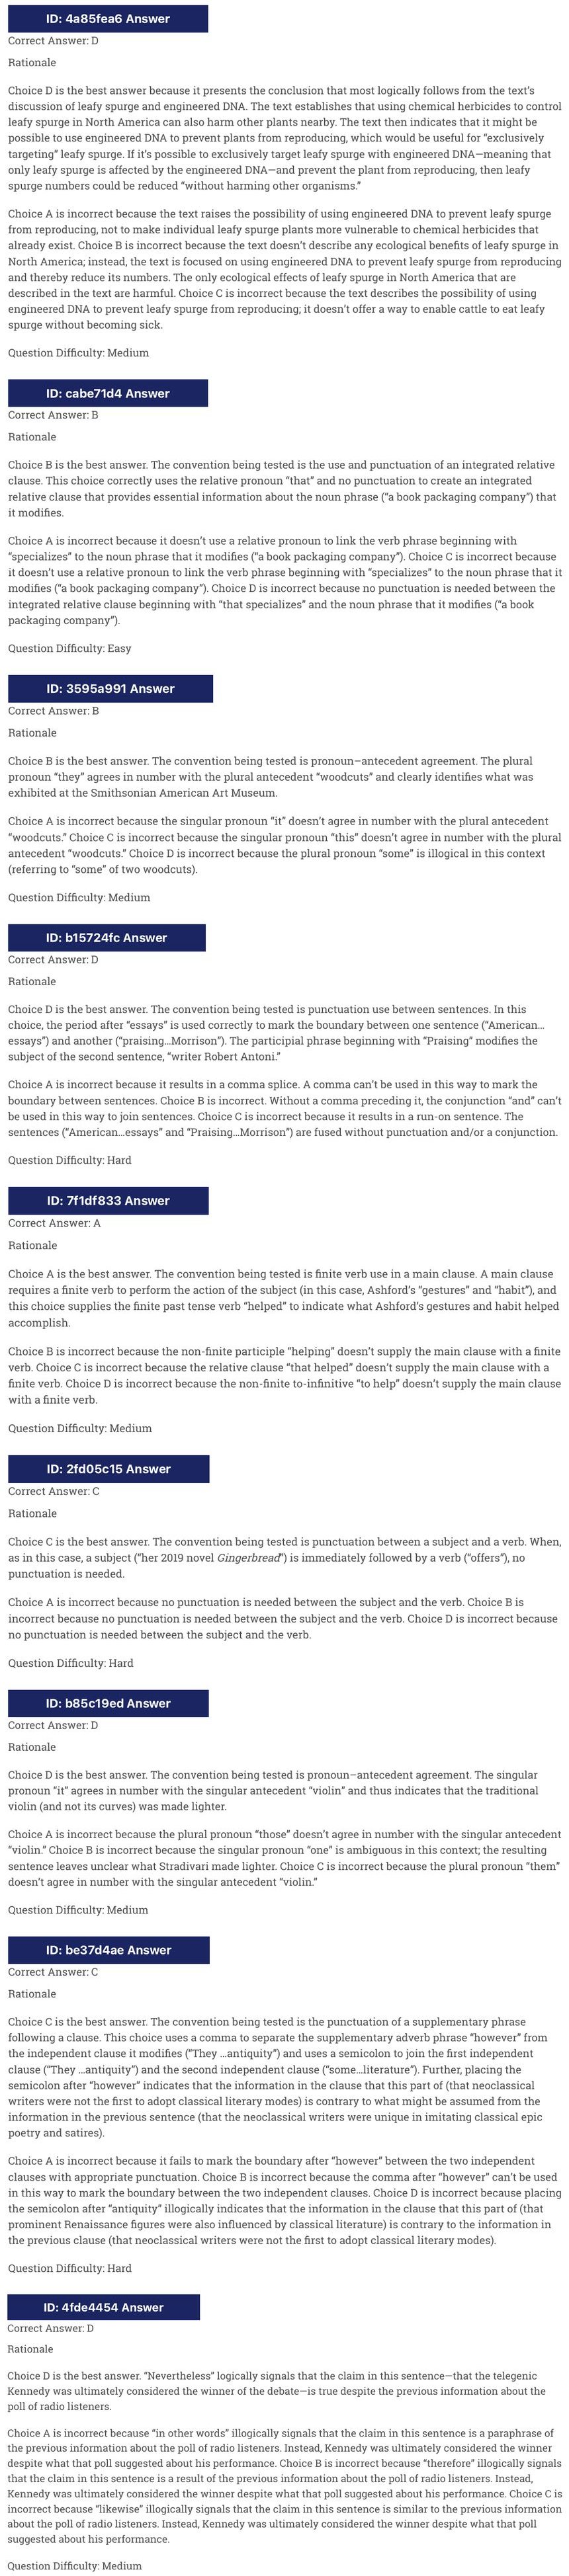 ID: 4a85fea6 Answer
Correct Answer: D
Rationale
Choice D is the best answer because it presents the conclusion that most logically follows from the text's
discussion of leafy spurge and engineered DNA. The text establishes that using chemical herbicides to control
leafy spurge in North America can also harm other plants nearby. The text then indicates that it might be
possible to use engineered DNA to prevent plants from reproducing, which would be useful for “exclusively
targeting” leafy spurge. If it's possible to exclusively target leafy spurge with engineered DNA—meaning that
only leafy spurge is affected by the engineered DNA—and prevent the plant from reproducing, then leafy
spurge numbers could be reduced “without harming other organisms.”
Choice A is incorrect because the text raises the possibility of using engineered DNA to prevent leafy spurge
from reproducing, not to make individual leafy spurge plants more vulnerable to chemical herbicides that
already exist. Choice B is incorrect because the text doesn't describe any ecological benefits of leafy spurge in
North America; instead, the text is focused on using engineered DNA to prevent leafy spurge from reproducing
and thereby reduce its numbers. The only ecological effects of leafy spurge in North America that are
described in the text are harmful. Choice C is incorrect because the text describes the possibility of using
engineered DNA to prevent leafy spurge from reproducing; it doesn't offer a way to enable cattle to eat leafy
spurge without becoming sick.
Question Difficulty: Medium
ID: cabe71d4 Answer
Correct Answer: B
Rationale
Choice B is the best answer. The convention being tested is the use and punctuation of an integrated relative
clause. This choice correctly uses the relative pronoun “that” and no punctuation to create an integrated
relative clause that provides essential information about the noun phrase (“a book packaging company”) that
it modifies.
Choice A is incorrect because it doesn't use a relative pronoun to link the verb phrase beginning with
“specializes” to the noun phrase that it modifies (“a book packaging company”). Choice C is incorrect because
it doesn't use a relative pronoun to link the verb phrase beginning with “specializes” to the noun phrase that it
modifies (“a book packaging company”). Choice D is incorrect because no punctuation is needed between the
integrated relative clause beginning with “that specializes” and the noun phrase that it modifies (“a book
packaging company”).
Question Difficulty: Easy
ID: 3595a991 Answer
Correct Answer: B
Rationale
Choice B is the best answer. The convention being tested is pronoun–antecedent agreement. The plural
pronoun “they” agrees in number with the plural antecedent “woodcuts” and clearly identifies what was
exhibited at the Smithsonian American Art Museum.
Choice A is incorrect because the singular pronoun “it” doesn't agree in number with the plural antecedent
“woodcuts.” Choice C is incorrect because the singular pronoun “this” doesn't agree in number with the plural
antecedent “woodcuts.” Choice D is incorrect because the plural pronoun “some” is illogical in this context
(referring to “some” of two woodcuts).
Question Difficulty: Medium
ID: b15724fc Answer
Correct Answer: D
Rationale
Choice D is the best answer. The convention being tested is punctuation use between sentences. In this
choice, the period after “essays” is used correctly to mark the boundary between one sentence (“American…
essays”) and another (“praising…Morrison”). The participial phrase beginning with “Praising” modifies the
subject of the second sentence, “writer Robert Antoni.”
Choice A is incorrect because it results in a comma splice. A comma can't be used in this way to mark the
boundary between sentences. Choice B is incorrect. Without a comma preceding it, the conjunction “and” can't
be used in this way to join sentences. Choice C is incorrect because it results in a run-on sentence. The
sentences (“American…essays” and “Praising…Morrison”) are fused without punctuation and/or a conjunction.
Question Difficulty: Hard
ID: 7f1df833 Answer
Correct Answer: A
Rationale
Choice A is the best answer. The convention being tested is finite verb use in a main clause. A main clause
requires a finite verb to perform the action of the subject (in this case, Ashford's “gestures” and “habit”), and
this choice supplies the finite past tense verb “helped” to indicate what Ashford's gestures and habit helped
accomplish.
Choice B is incorrect because the non-finite participle “helping” doesn't supply the main clause with a finite
verb. Choice C is incorrect because the relative clause “that helped” doesn't supply the main clause with a
finite verb. Choice D is incorrect because the non-finite to-infinitive “to help” doesn't supply the main clause
with a finite verb.
Question Difficulty: Medium
ID: 2fd05c15 Answer
Correct Answer: C
Rationale
Choice C is the best answer. The convention being tested is punctuation between a subject and a verb. When,
as in this case, a subject (“her 2019 novel Gingerbread”) is immediately followed by a verb (“offers”), no
punctuation is needed.
Choice A is incorrect because no punctuation is needed between the subject and the verb. Choice B is
incorrect because no punctuation is needed between the subject and the verb. Choice D is incorrect because
no punctuation is needed between the subject and the verb.
Question Difficulty: Hard
ID: b85c19ed Answer
Correct Answer: D
Rationale
Choice D is the best answer. The convention being tested is pronoun–antecedent agreement. The singular
pronoun “it” agrees in number with the singular antecedent “violin” and thus indicates that the traditional
violin (and not its curves) was made lighter.
Choice A is incorrect because the plural pronoun “those” doesn't agree in number with the singular antecedent
“violin.” Choice B is incorrect because the singular pronoun “one” is ambiguous in this context; the resulting
sentence leaves unclear what Stradivari made lighter. Choice C is incorrect because the plural pronoun “them”
doesn't agree in number with the singular antecedent “violin.”
Question Difficulty: Medium
ID: be37d4ae Answer
Correct Answer: C
Rationale
Choice C is the best answer. The convention being tested is the punctuation of a supplementary phrase
following a clause. This choice uses a comma to separate the supplementary adverb phrase “however” from
the independent clause it modifies (“They …antiquity”) and uses a semicolon to join the first independent
clause (“They …antiquity”) and the second independent clause (“some…literature”). Further, placing the
semicolon after “however” indicates that the information in the clause that this part of (that neoclassical
writers were not the first to adopt classical literary modes) is contrary to what might be assumed from the
information in the previous sentence (that the neoclassical writers were unique in imitating classical epic
poetry and satires).
Choice A is incorrect because it fails to mark the boundary after “however” between the two independent
clauses with appropriate punctuation. Choice B is incorrect because the comma after “however” can't be used
in this way to mark the boundary between the two independent clauses. Choice D is incorrect because placing
the semicolon after “antiquity” illogically indicates that the information in the clause that this part of (that
prominent Renaissance figures were also influenced by classical literature) is contrary to the information in
the previous clause (that neoclassical writers were not the first to adopt classical literary modes).
Question Difficulty: Hard
ID: 4fde4454 Answer
Correct Answer: D
Rationale
Choice D is the best answer. “Nevertheless” logically signals that the claim in this sentence—that the telegenic
Kennedy was ultimately considered the winner of the debate—is true despite the previous information about the
poll of radio listeners.
Choice A is incorrect because “in other words” illogically signals that the claim in this sentence is a paraphrase of
the previous information about the poll of radio listeners. Instead, Kennedy was ultimately considered the winner
despite what that poll suggested about his performance. Choice B is incorrect because “therefore” illogically signals
that the claim in this sentence is a result of the previous information about the poll of radio listeners. Instead,
Kennedy was ultimately considered the winner despite what that poll suggested about his performance. Choice C is
incorrect because “likewise” illogically signals that the claim in this sentence is similar to the previous information
about the poll of radio listeners. Instead, Kennedy was ultimately considered the winner despite what that poll
suggested about his performance.
Question Difficulty: Medium